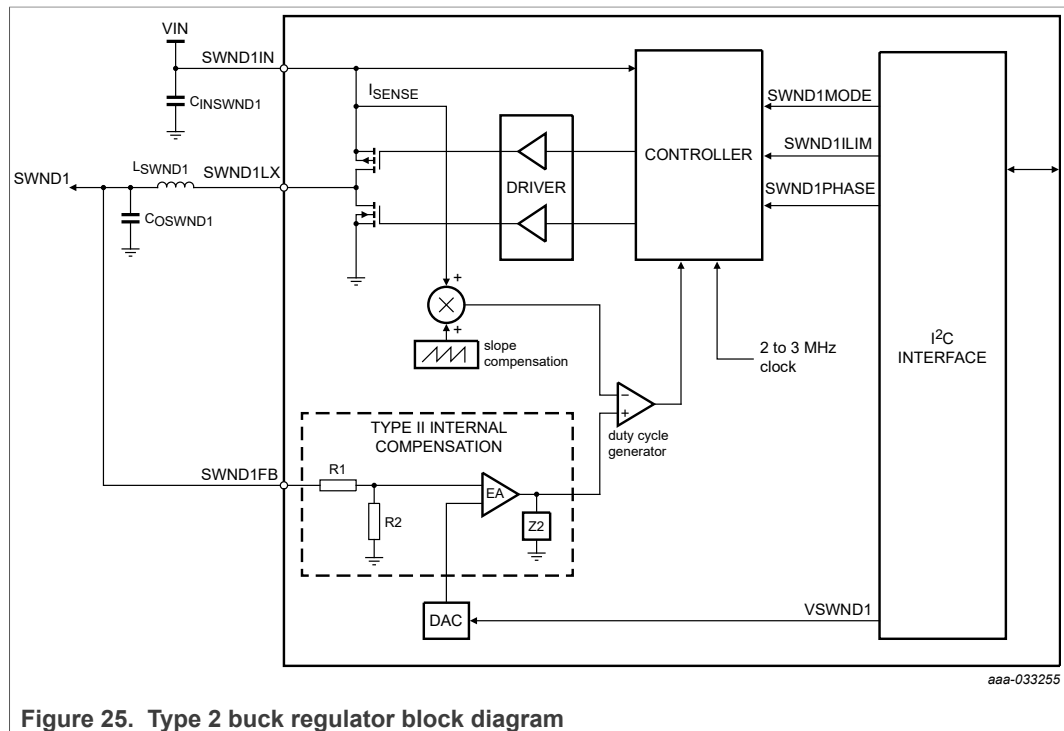 VIN
SWND1IN
CINSWND1
ISENSE
SWND1MODE
CONTROLLER
SWND1ILIM
DRIVER
SWND1PHASE
LSWND1
SWND1LX
SWND1
COSWND1
+
+
slope
compensation
2 to 3 MHz
clock
I2C
INTERFACE
−
+
duty cycle
generator
TYPE II INTERNAL
COMPENSATION
SWND1FB
R1
R2
EA
Z2
DAC
VSWND1
aaa-033255
Figure 25. Type 2 buck regulator block diagram